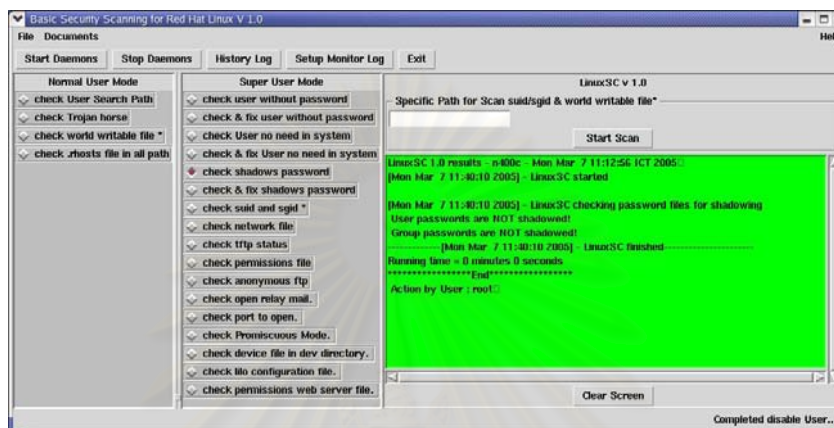 Basic Security Scanning for Red Hat Linux V 1.0
File Documents Hel
Start Daemons Stop Daemons History Log Setup Monitor Log Exit
Normal User Mode
check User Search Path
check Trojan horse
check world writable file *
check .rhosts file in all path
Super User Mode
check user without password
check & fix user without password
check User no need in system
check & fix User no need in system
check shadows password
check & fix shadows password
check suid and sgid *
check network file
check tftp status
check permissions file
check anonymous ftp
check open relay mail.
check port to open.
check Promiscuous Mode.
check device file in dev directory.
check lilo configuration file.
check permissions web server file.
LinuxSC v 1.0
Specific Path for Scan suid/sgid & world writable file*
Start Scan
LinuxSC 1.0 results - n400c - Mon Mar 7 11:12:56 ICT 2005
[Mon Mar 7 11:40:10 2005] - LinuxSC started
[Mon Mar 7 11:40:10 2005] - LinuxSC checking password files for shadowing
User passwords are NOT shadowed!
Group passwords are NOT shadowed!
-------------[Mon Mar 7 11:40:10 2005] - LinuxSC finished----------------------
Running time = 0 minutes 0 seconds
******************End******************
Action by User : root
Clear Screen
Completed disable User..